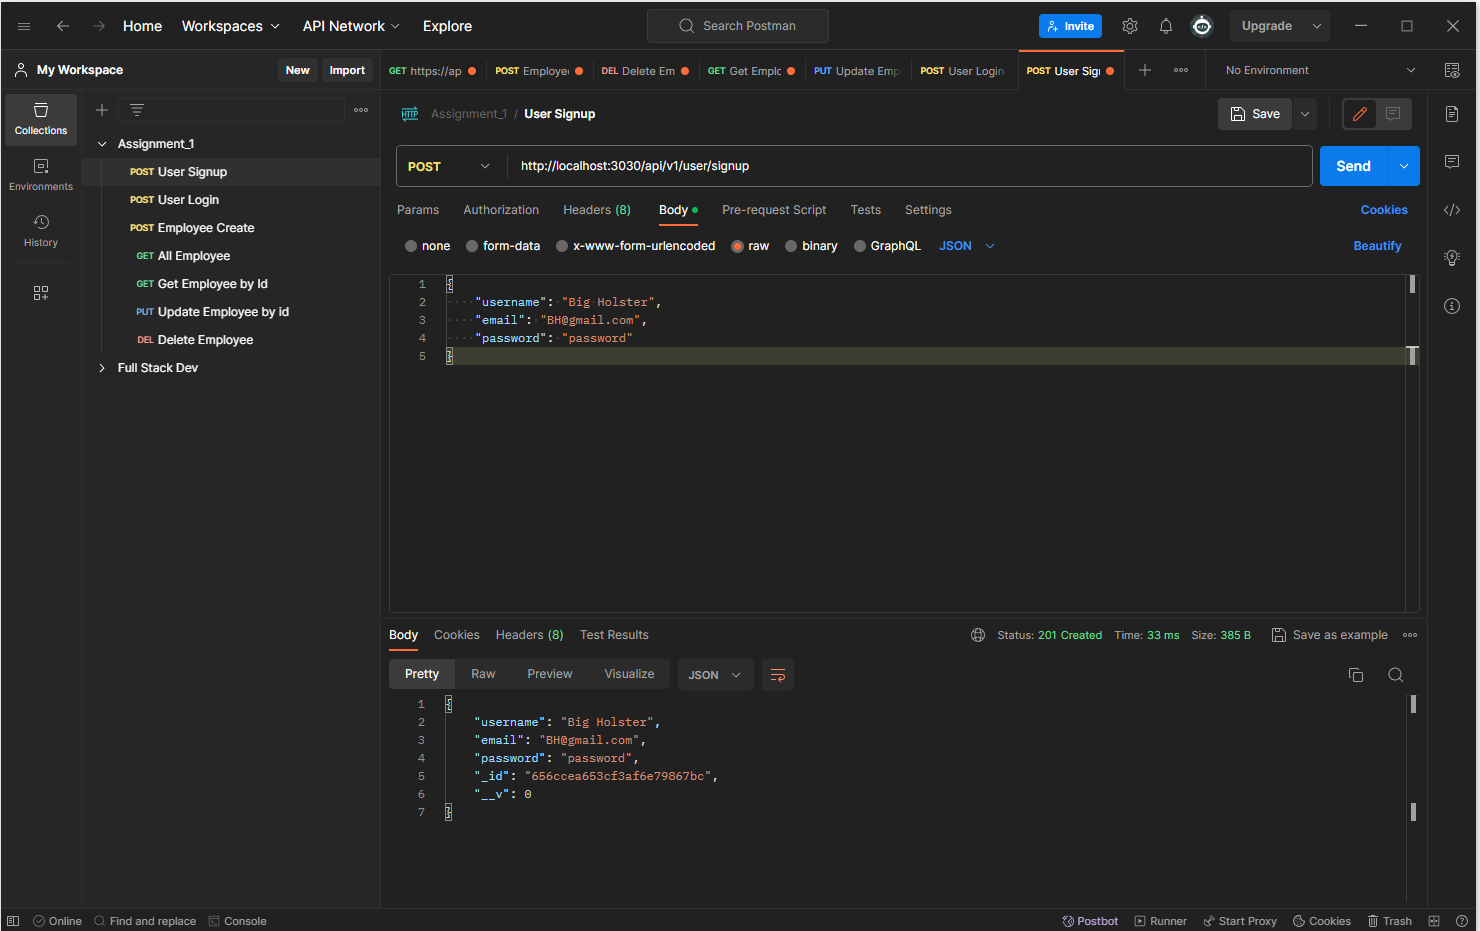 Home Workspaces API Network Explore Search Postman Invite Upgrade
My Workspace New Import
GET https://ap POST Employe DEL Delete Em GET Get Emplo PUT Update Emp POST User Login POST User Sig No Environment
Collections
Environments
History
Assignment_1
POST User Signup
POST User Login
POST Employee Create
GET All Employee
GET Get Employee by Id
PUT Update Employee by id
DEL Delete Employee
Full Stack Dev
HTTP Assignment_1 / User Signup Save
POST http://localhost:3030/api/v1/user/signup Send
Params Authorization Headers (8) Body Pre-request Script Tests Settings Cookies
none form-data x-www-form-urlencoded raw binary GraphQL JSON Beautify
1 {
2 "username": "Big Holster",
3 "email": "BH@gmail.com",
4 "password": "password"
5 }
Body Cookies Headers (8) Test Results Status: 201 Created Time: 33 ms Size: 385 B Save as example
Pretty Raw Preview Visualize JSON
1 {
2 "username": "Big Holster",
3 "email": "BH@gmail.com",
4 "password": "password",
5 "_id": "656ccea653cf3af6e79867bc",
6 "__v": 0
7 }
Online Find and replace Console Postbot Runner Start Proxy Cookies Trash